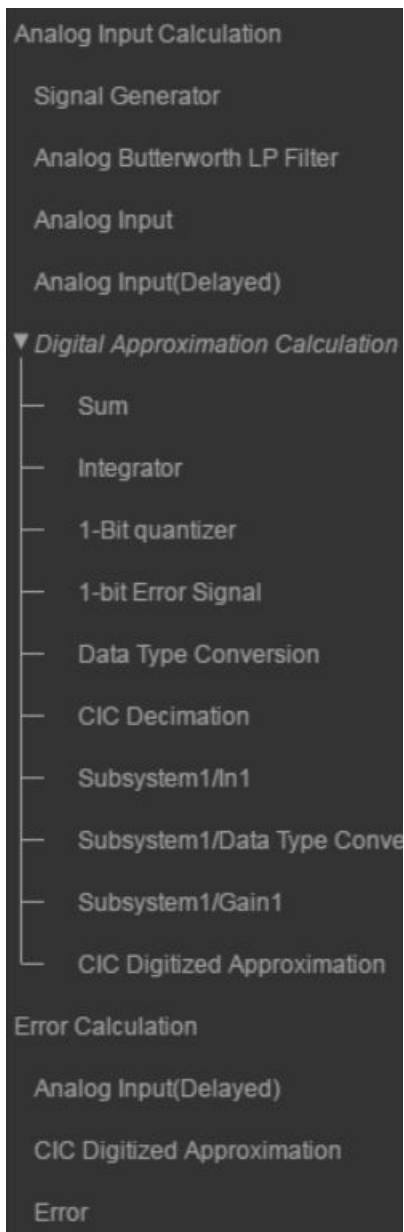 Analog Input Calculation
Signal Generator
Analog Butterworth LP Filter
Analog Input
Analog Input(Delayed)
Digital Approximation Calculation
Sum
Integrator
1-Bit quantizer
1-bit Error Signal
Data Type Conversion
CIC Decimation
Subsystem1/In1
Subsystem1/Data Type Conve
Subsystem1/Gain1
CIC Digitized Approximation
Error Calculation
Analog Input(Delayed)
CIC Digitized Approximation
Error